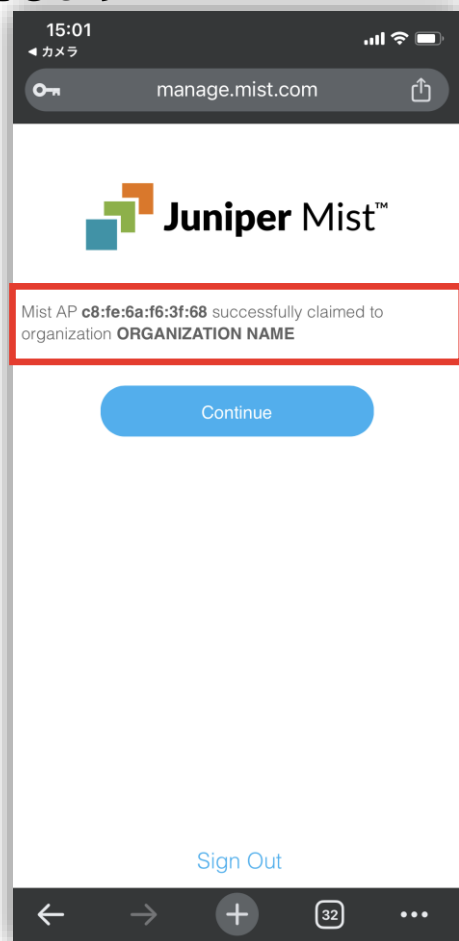 15:01
◀ カメラ
manage.mist.com
Juniper Mist™
Mist AP c8:fe:6a:f6:3f:68 successfully claimed to
organization ORGANIZATION NAME
Continue
Sign Out
32